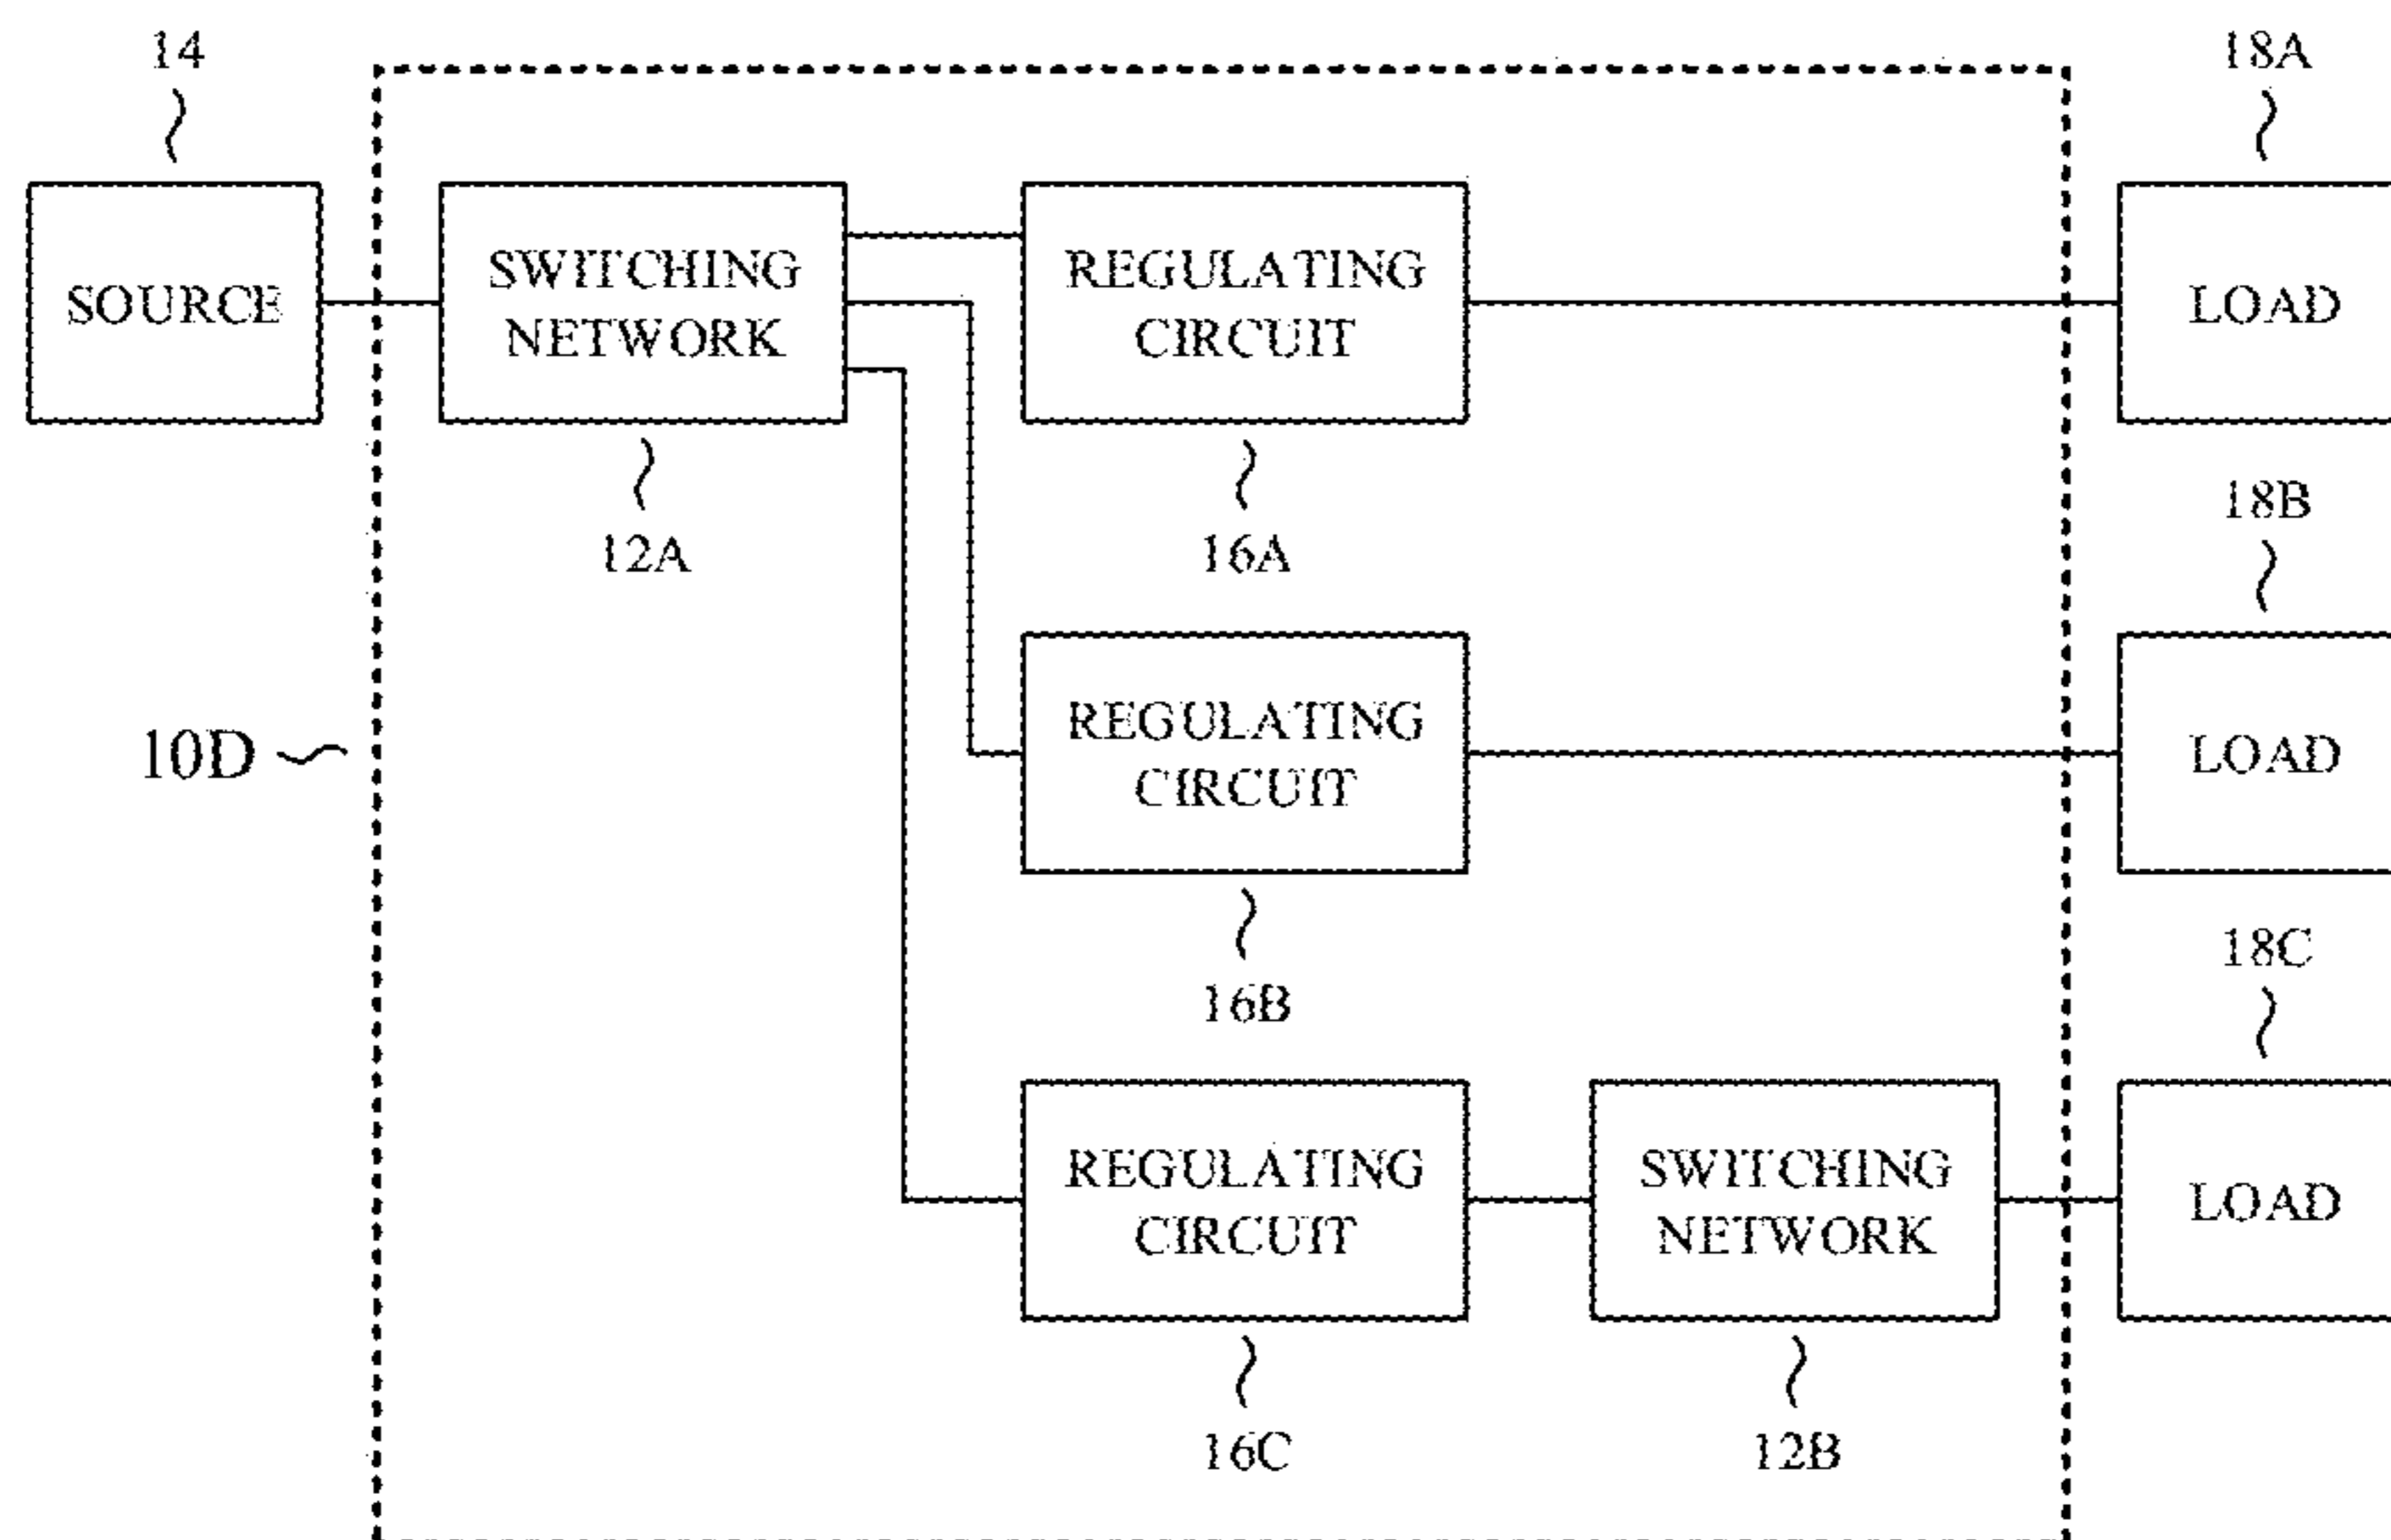 14
18A
SOURCE
SWITCHING
NETWORK
REGULATING
CIRCUIT
LOAD
12A
16A
18B
10D
REGULATING
CIRCUIT
LOAD
16B
18C
REGULATING
CIRCUIT
SWITCHING
NETWORK
LOAD
16C
12B